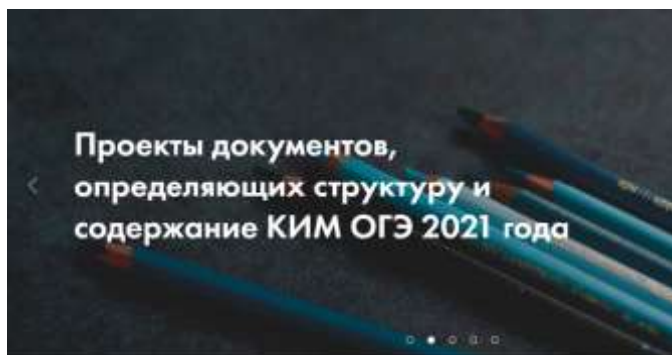 Проекты документов,
определяющих структуру и
содержание КИМ ОГЭ 2021 года